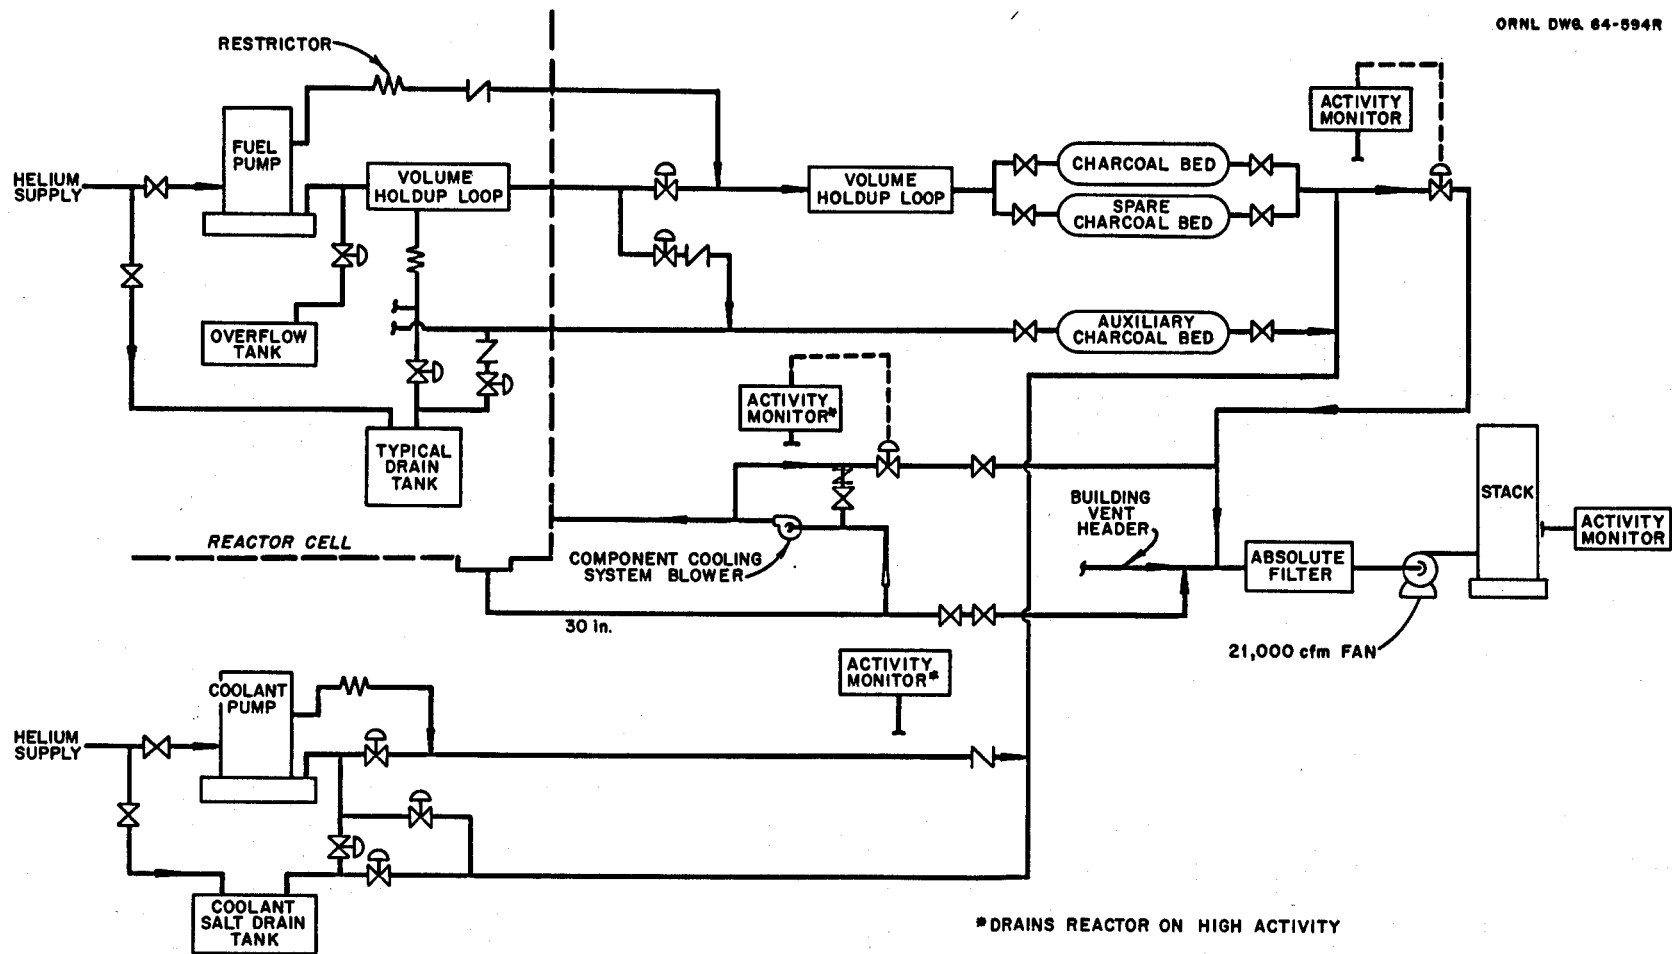 ORNL DWG. 64-594R
RESTRICTOR
ACTIVITY
MONITOR
FUEL
PUMP
HELIUM
SUPPLY
VOLUME
HOLDUP LOOP
VOLUME
HOLDUP LOOP
CHARCOAL BED
SPARE
CHARCOAL BED
OVERFLOW
TANK
AUXILIARY
CHARCOAL BED
ACTIVITY
MONITOR*
TYPICAL
DRAIN
TANK
STACK
BUILDING
VENT
HEADER
ACTIVITY
MONITOR
REACTOR CELL
COMPONENT COOLING
SYSTEM BLOWER
ABSOLUTE
FILTER
30 in.
21,000 cfm FAN
ACTIVITY
MONITOR*
COOLANT
PUMP
HELIUM
SUPPLY
COOLANT
SALT DRAIN
TANK
*DRAINS REACTOR ON HIGH ACTIVITY